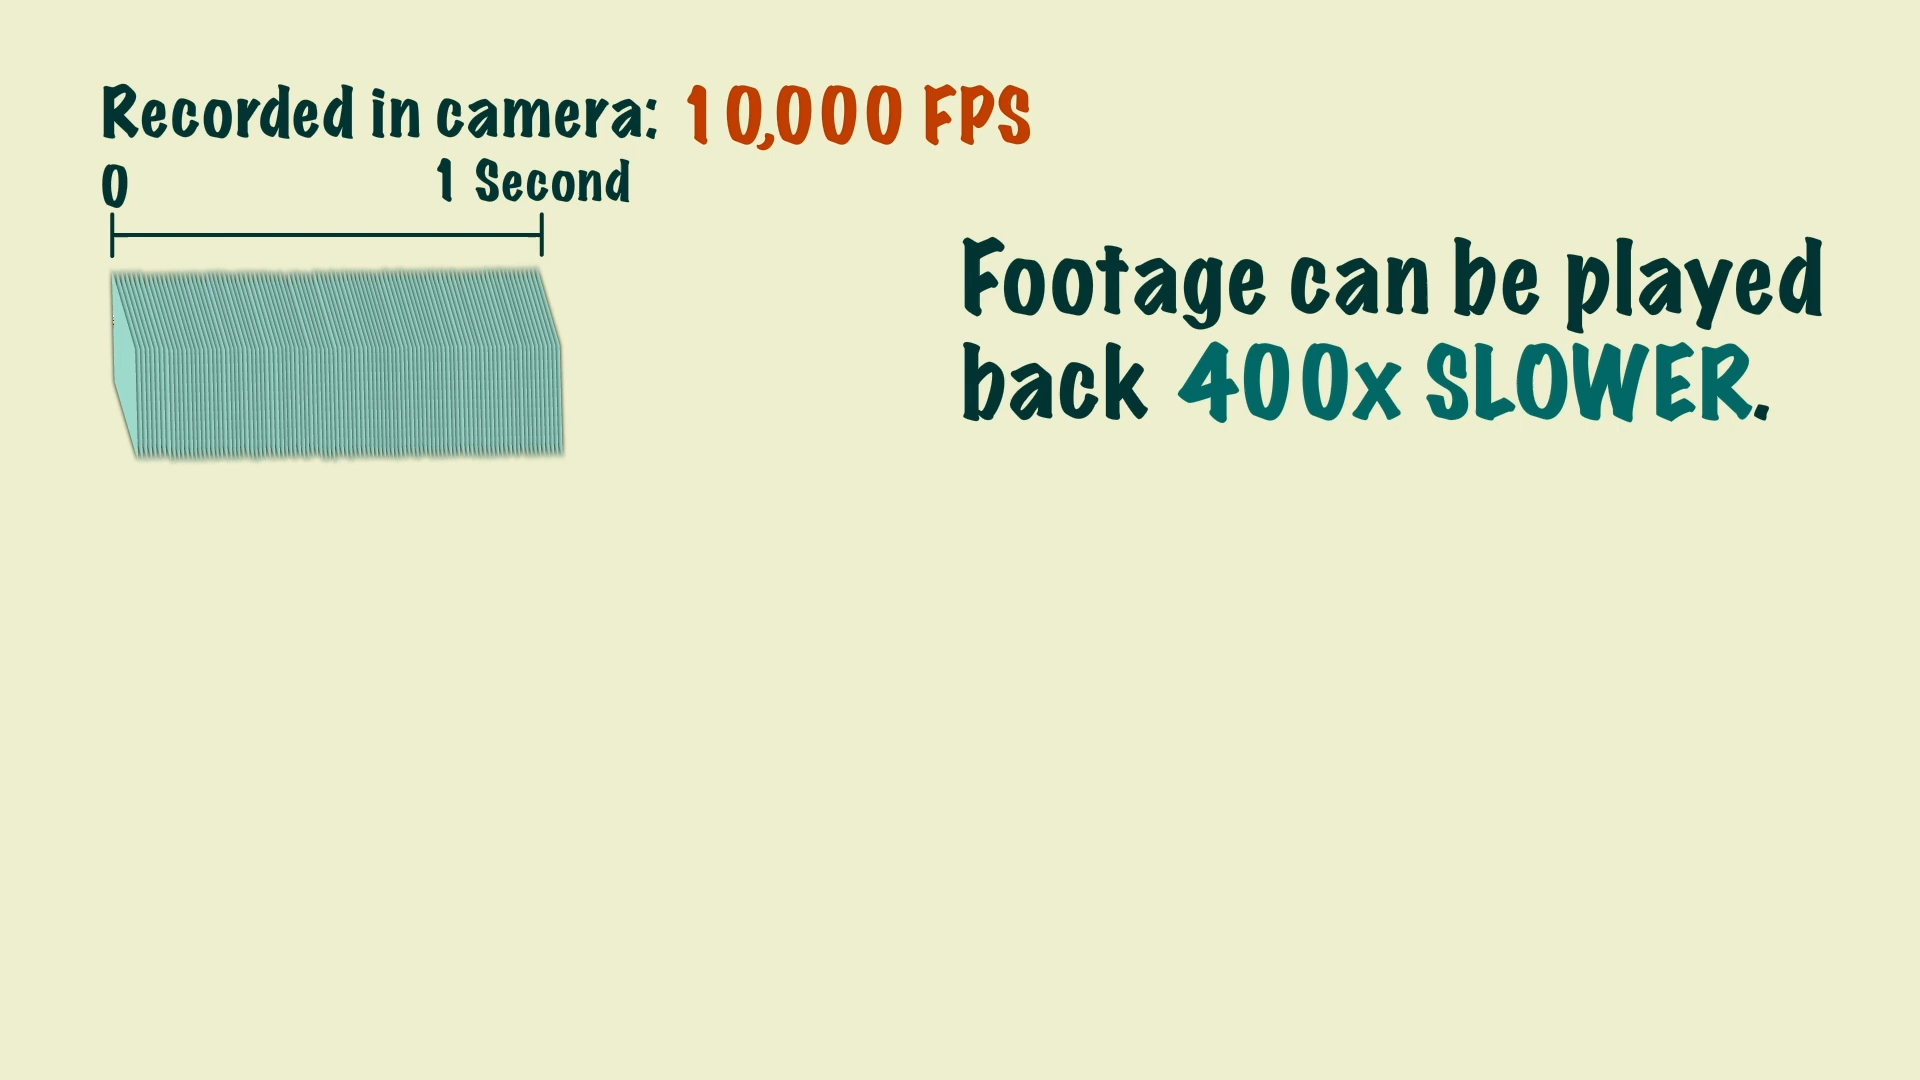 Recorded in camera: 10,000 FPS
0 1 Second
Footage can be played
back 400x SLOWER.